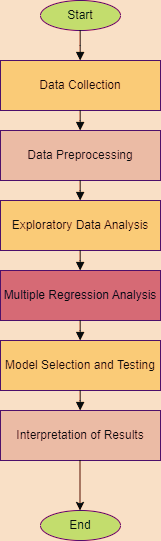 Start
Data Collection
Data Preprocessing
Exploratory Data Analysis
Multiple Regression Analysis
Model Selection and Testing
Interpretation of Results
End